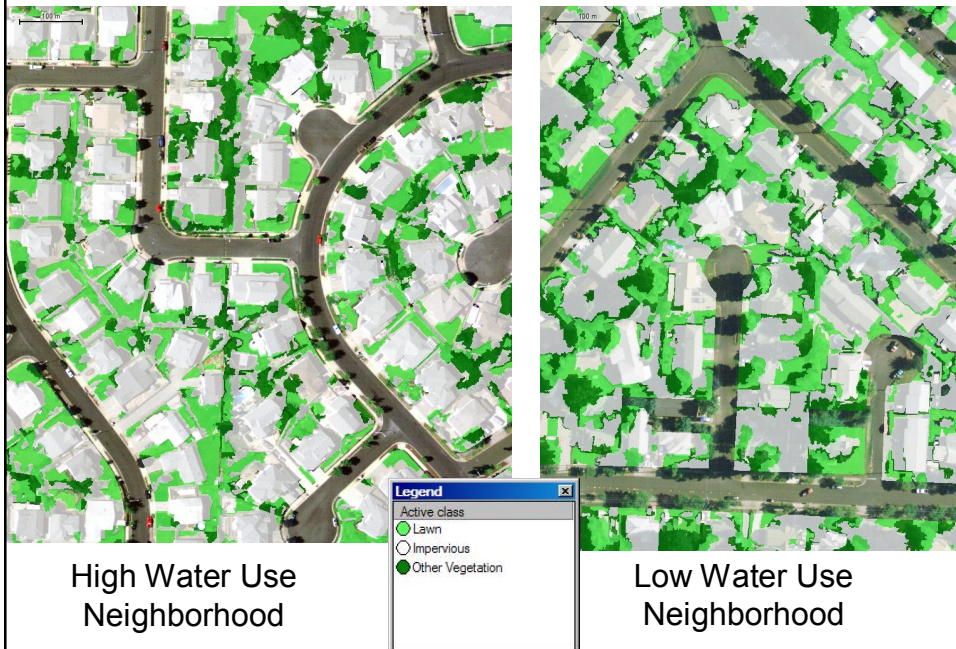 100 m
100 m
High Water Use
Neighborhood
Legend
Active class
Lawn
Impervious
Other Vegetation
Low Water Use
Neighborhood